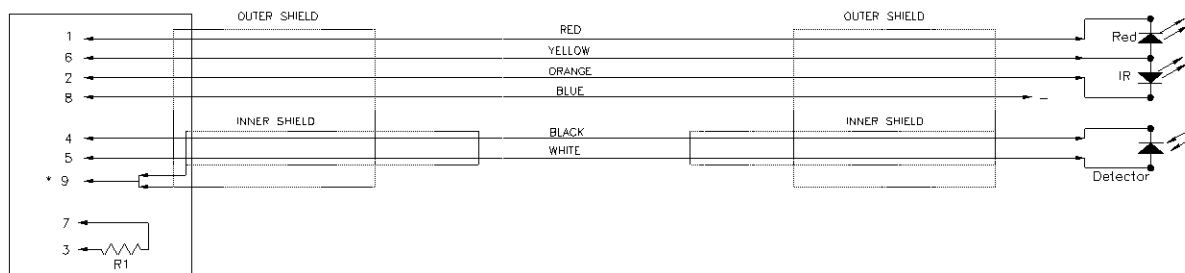 OUTER SHIELD
OUTER SHIELD
1
RED
Red
6
YELLOW
2
ORANGE
IR
8
BLUE
–
INNER SHIELD
INNER SHIELD
4
BLACK
5
WHITE
* 9
Detector
7
3
R1